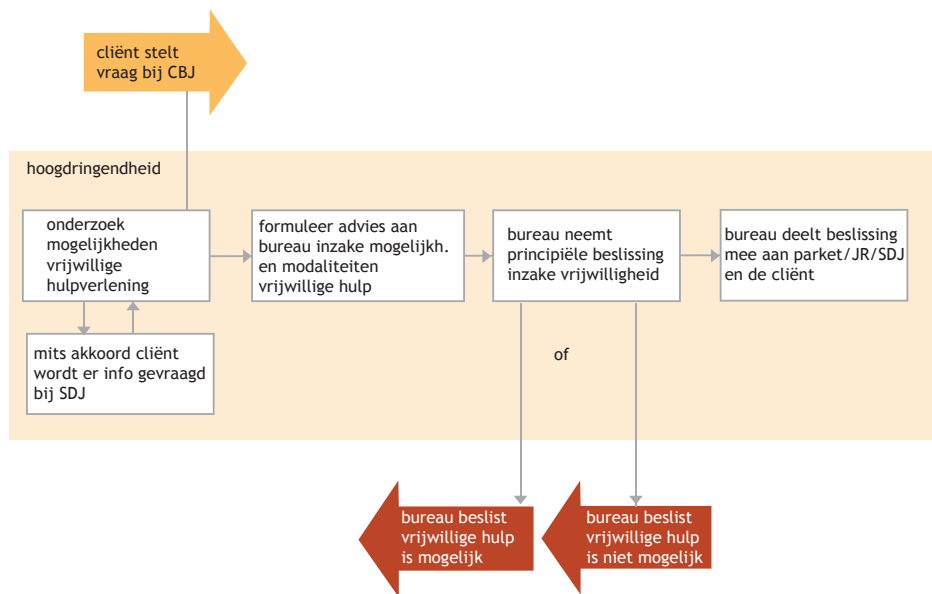 cliënt stelt
vraag bij CBJ
hoogdringendheid
onderzoek
mogelijkheden
vrijwillige
hulpverlening
formuleer advies aan
bureau inzake mogelijkh.
en modaliteiten
vrijwillige hulp
bureau neemt
principiële beslissing
inzake vrijwilligheid
bureau deelt beslissing
mee aan parket/JR/SDJ
en de cliënt
mits akkoord cliënt
wordt er info gevraagd
bij SDJ
of
bureau beslist
vrijwillige hulp
is mogelijk
bureau beslist
vrijwillige hulp
is niet mogelijk